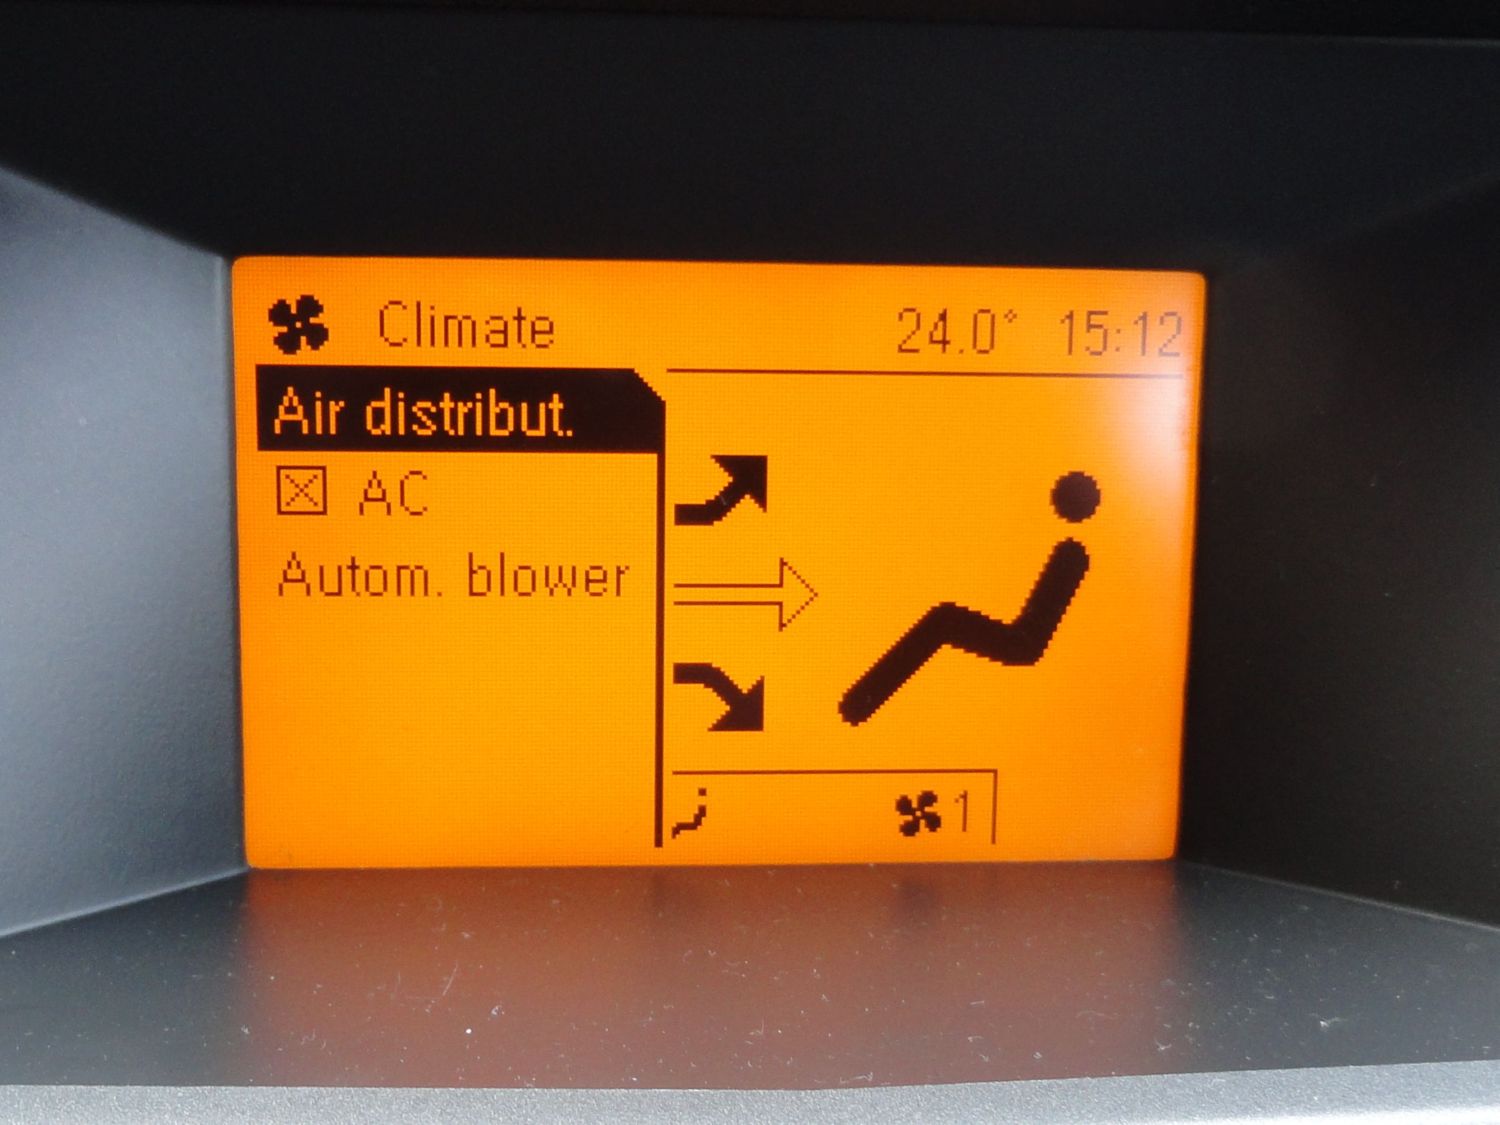 Climate 24.0° 15:12
Air distribut.
AC
Autom. blower
1